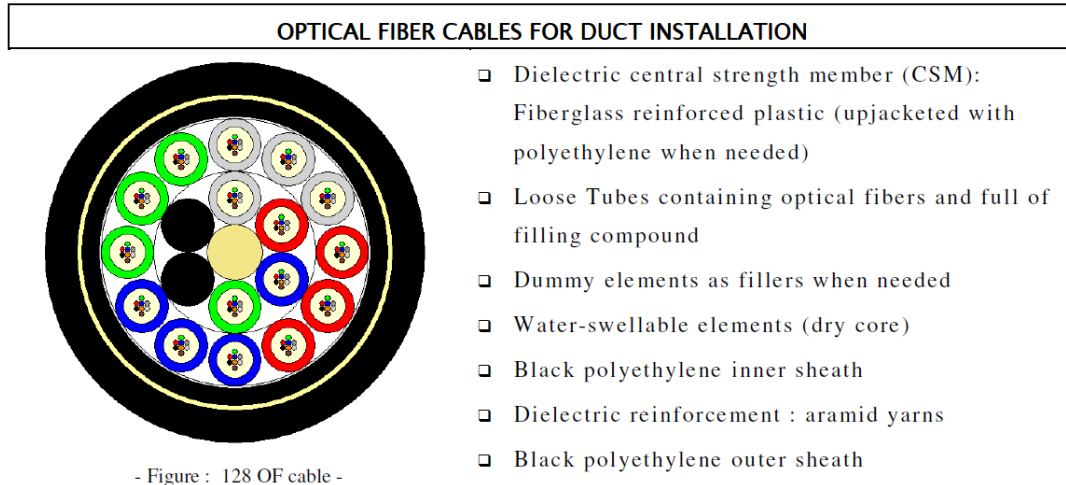 OPTICAL FIBER CABLES FOR DUCT INSTALLATION
❑ Dielectric central strength member (CSM):
Fiberglass reinforced plastic (upjacketed with
polyethylene when needed)
❑ Loose Tubes containing optical fibers and full of
filling compound
❑ Dummy elements as fillers when needed
❑ Water-swellable elements (dry core)
❑ Black polyethylene inner sheath
❑ Dielectric reinforcement : aramid yarns
❑ Black polyethylene outer sheath
- Figure : 128 OF cable -